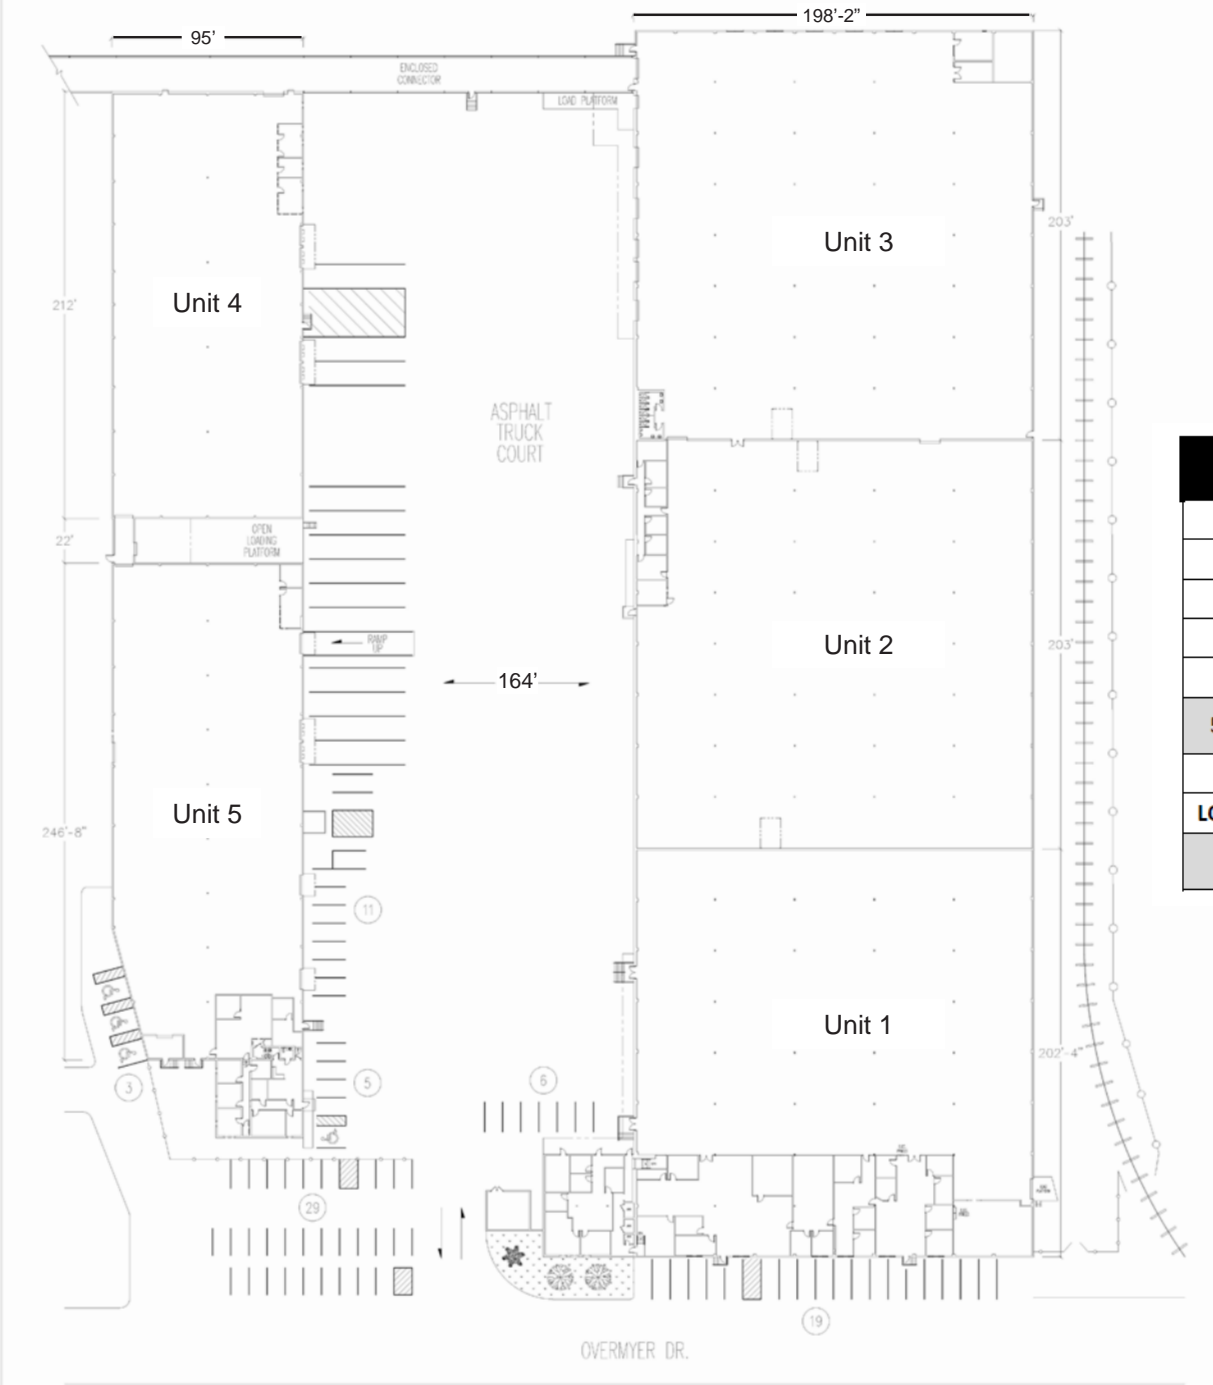 198'-2"
95'
ENCLOSED
CONNECTOR
LOAD PLATFORM
203'
Unit 3
212'
Unit 4
ASPHALT
TRUCK
COURT
22'
OPEN
LOADING
PLATFORM
RAMP
UP
Unit 2
203'
164'
Unit 5
246'-8"
11
Unit 1
202'-4"
3
5
6
29
19
OVERMYER DR.
LO